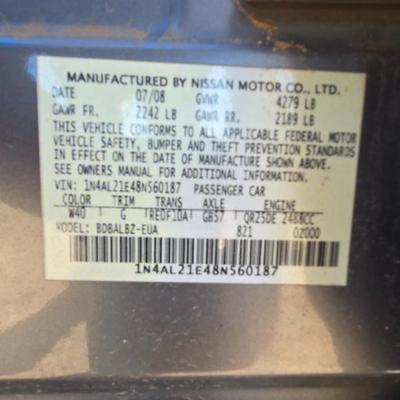 MANUFACTURED BY NISSAN MOTOR CO., LTD.
DATE 07/08 GVWR 4279 LB
GAWR FR. 2242 LB GAWR RR. 2189 LB
THIS VEHICLE CONFORMS TO ALL APPLICABLE FEDERAL MOTOR
VEHICLE SAFETY, BUMPER AND THEFT PREVENTION STANDARDS
IN EFFECT ON THE DATE OF MANUFACTURE SHOWN ABOVE.
SEE OWNERS MANUAL FOR ADDITIONAL INFORMATION.
VIN: 1N4AL21E48N560187 PASSENGER CAR
COLOR TRIM TRANS AXLE ENGINE
W40 G REOF10A GB57 QR25DE 2488CC
MODEL: BDBALBZ-EUA 821 0Z000
1N4AL21E48N560187